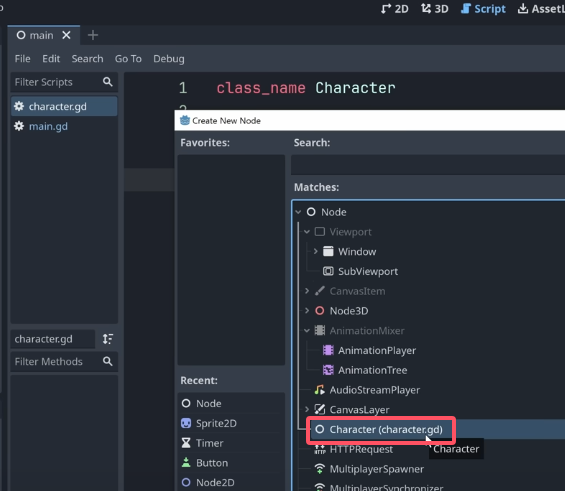 2D 3D Script AssetL
main
File Edit Search Go To Debug
Filter Scripts
1 class_name Character
character.gd
main.gd
Create New Node
Favorites:
Search:
Matches:
Node
Viewport
Window
SubViewport
CanvasItem
Node3D
AnimationMixer
AnimationPlayer
AnimationTree
AudioStreamPlayer
CanvasLayer
Character (character.gd)
Character
HTTPRequest
MultiplayerSpawner
MultiplayerSynchronizer
character.gd
Filter Methods
Recent:
Node
Sprite2D
Timer
Button
Node2D